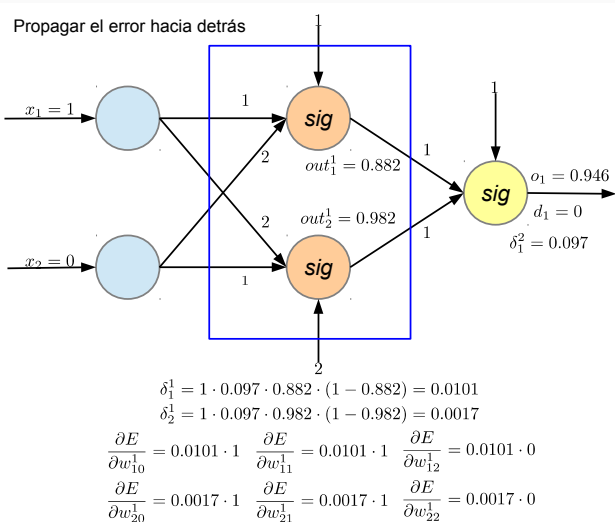 Propagar el error hacia detrás
1
x₁ = 1
1
sig
1
2
out₁¹ = 0.882
1
sig
o₁ = 0.946
d₁ = 0
δ₁² = 0.097
2
out₂¹ = 0.982
1
x₂ = 0
1
sig
2
δ₁¹ = 1 · 0.097 · 0.882 · (1 − 0.882) = 0.0101
δ₂¹ = 1 · 0.097 · 0.982 · (1 − 0.982) = 0.0017
∂E/∂w₁₀¹ = 0.0101 · 1 ∂E/∂w₁₁¹ = 0.0101 · 1 ∂E/∂w₁₂¹ = 0.0101 · 0
∂E/∂w₂₀¹ = 0.0017 · 1 ∂E/∂w₂₁¹ = 0.0017 · 1 ∂E/∂w₂₂¹ = 0.0017 · 0